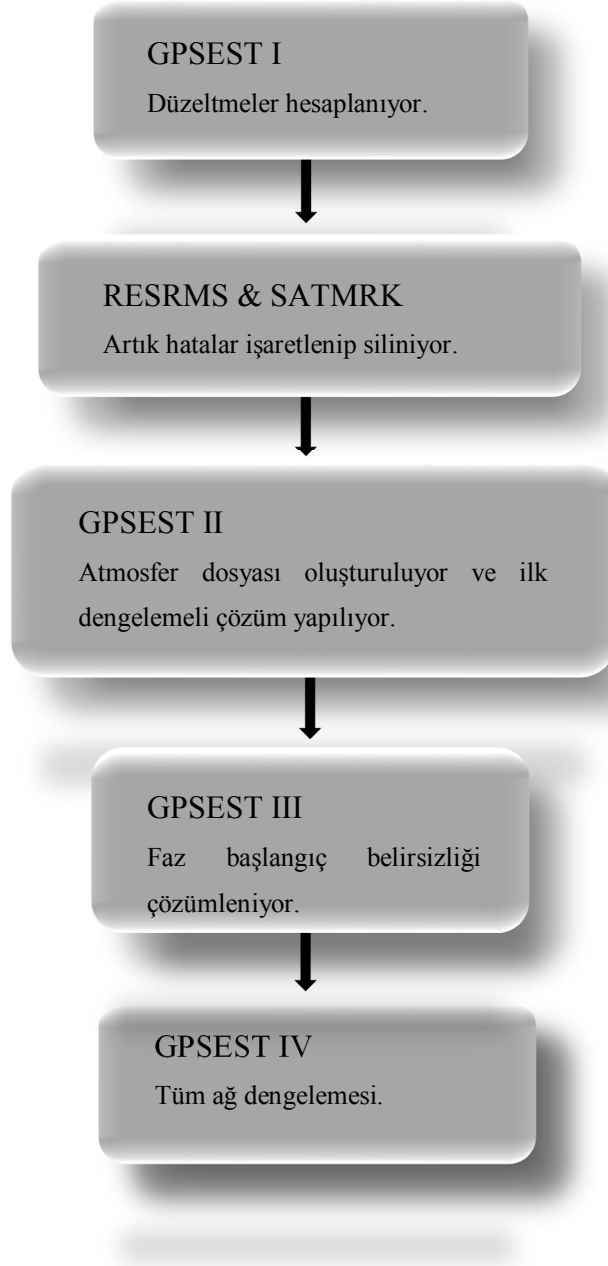 GPSEST I
Düzeltmeler hesaplanıyor.
RESRMS & SATMRK
Artık hatalar işaretlenip siliniyor.
GPSEST II
Atmosfer dosyası oluşturuluyor ve ilk
dengelemeli çözüm yapılıyor.
GPSEST III
Faz başlangıç belirsizliği
çözümleniyor.
GPSEST IV
Tüm ağ dengelemesi.